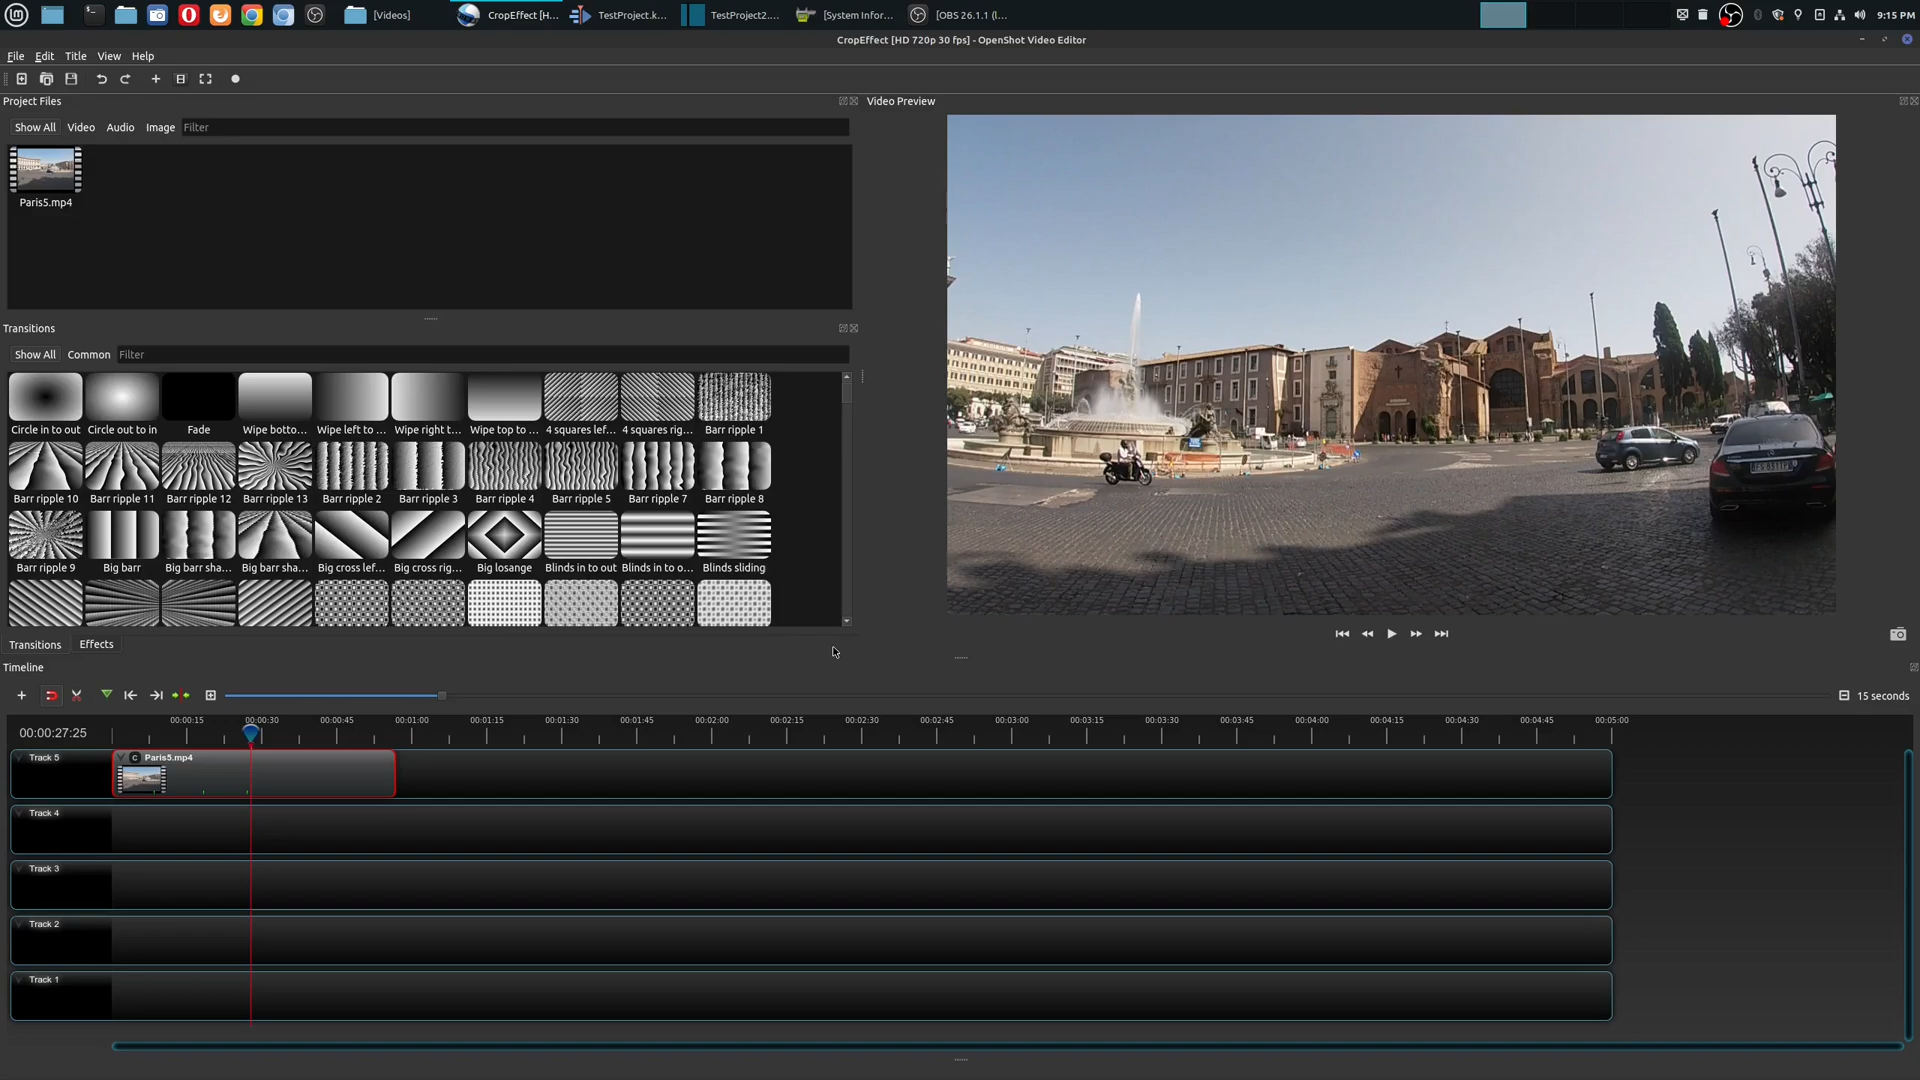 [Videos] CropEffect [H... TestProject.k... TestProject2.... [System Infor... [OBS 26.1.1 (l... 9:15 PM
CropEffect [HD 720p 30 fps] - OpenShot Video Editor
File Edit Title View Help
Project Files
Video Preview
Show All Video Audio Image Filter
Paris5.mp4
Transitions
Show All Common Filter
Circle in to out Circle out to in Fade Wipe botto... Wipe left to ... Wipe right t... Wipe top to ... 4 squares lef... 4 squares rig... Barr ripple 1
Barr ripple 10 Barr ripple 11 Barr ripple 12 Barr ripple 13 Barr ripple 2 Barr ripple 3 Barr ripple 4 Barr ripple 5 Barr ripple 7 Barr ripple 8
Barr ripple 9 Big barr Big barr sha... Big barr sha... Big cross lef... Big cross rig... Big losange Blinds in to out Blinds in to o... Blinds sliding
Transitions Effects
Timeline
15 seconds
00:00:27:25
00:00:15 00:00:30 00:00:45 00:01:00 00:01:15 00:01:30 00:01:45 00:02:00 00:02:15 00:02:30 00:02:45 00:03:00 00:03:15 00:03:30 00:03:45 00:04:00 00:04:15 00:04:30 00:04:45 00:05:00
Track 5 C Paris5.mp4
Track 4
Track 3
Track 2
Track 1